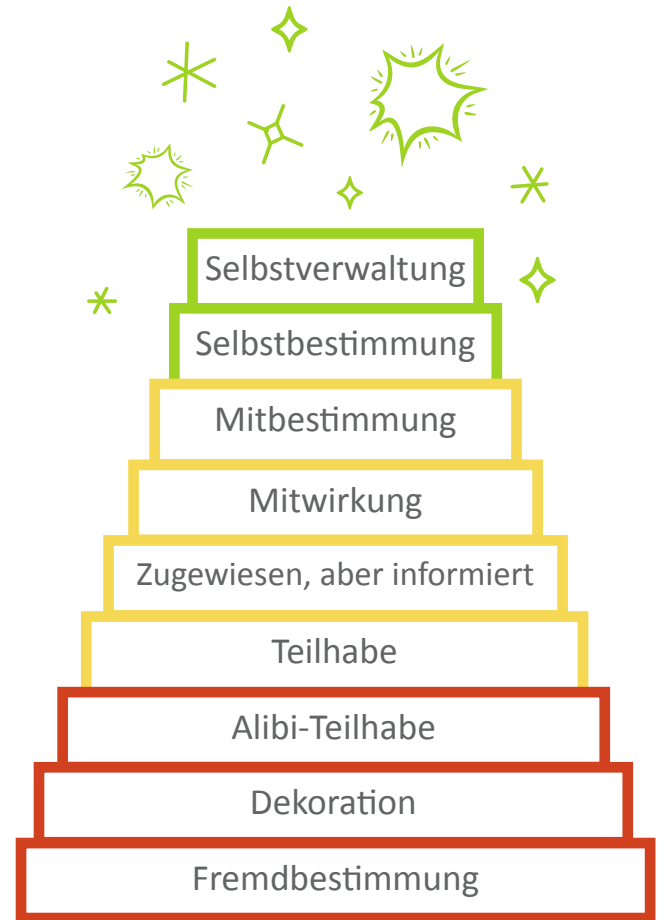 Selbstverwaltung
Selbstbestimmung
Mitbestimmung
Mitwirkung
Zugewiesen, aber informiert
Teilhabe
Alibi-Teilhabe
Dekoration
Fremdbestimmung